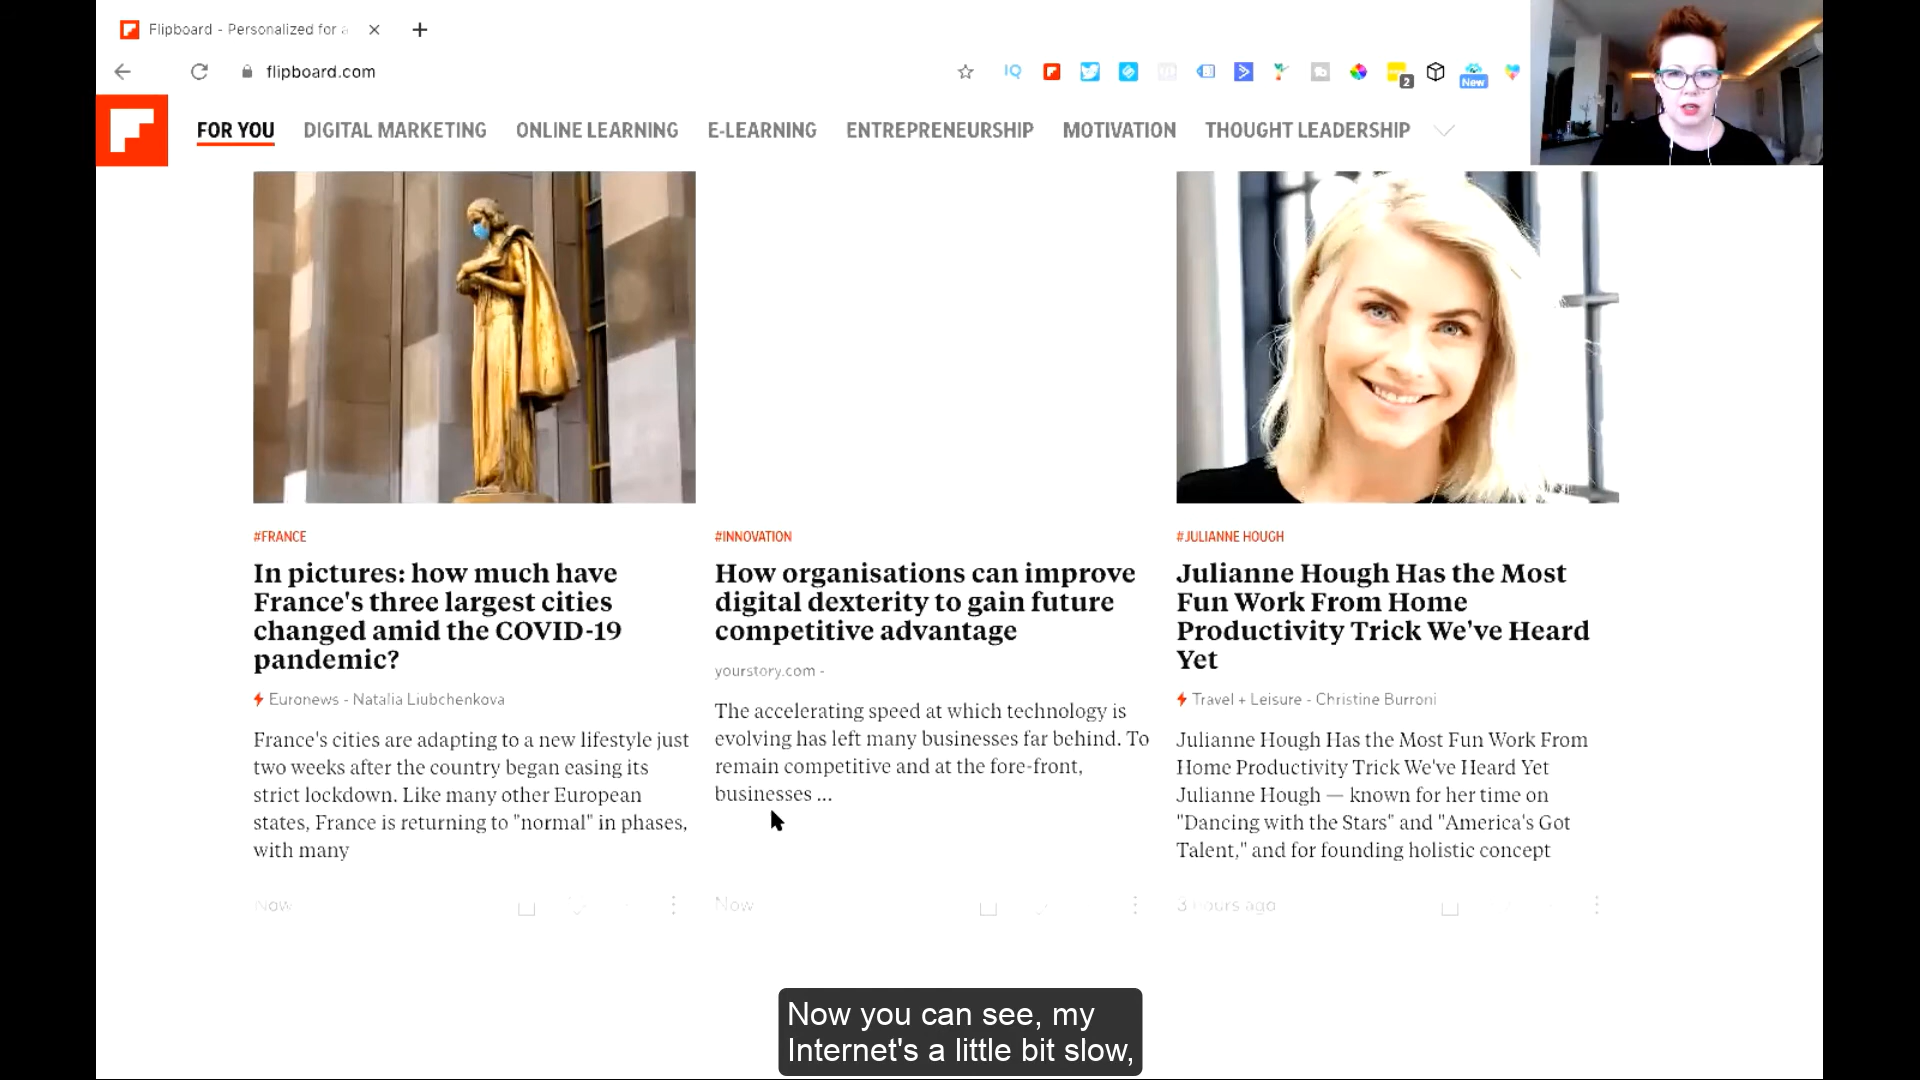 Flipboard - Personalized for a
flipboard.com
IQ
2
New
FOR YOU
DIGITAL MARKETING
ONLINE LEARNING
E-LEARNING
ENTREPRENEURSHIP
MOTIVATION
THOUGHT LEADERSHIP
#FRANCE
In pictures: how much have
France's three largest cities
changed amid the COVID-19
pandemic?
Euronews - Natalia Liubchenkova
France's cities are adapting to a new lifestyle just
two weeks after the country began easing its
strict lockdown. Like many other European
states, France is returning to "normal" in phases,
with many
Now
#INNOVATION
How organisations can improve
digital dexterity to gain future
competitive advantage
yourstory.com -
The accelerating speed at which technology is
evolving has left many businesses far behind. To
remain competitive and at the fore-front,
businesses ...
Now
#JULIANNE HOUGH
Julianne Hough Has the Most
Fun Work From Home
Productivity Trick We've Heard
Yet
Travel + Leisure - Christine Burroni
Julianne Hough Has the Most Fun Work From
Home Productivity Trick We've Heard Yet
Julianne Hough — known for her time on
"Dancing with the Stars" and "America's Got
Talent," and for founding holistic concept
3 hours ago
Now you can see, my
Internet's a little bit slow,